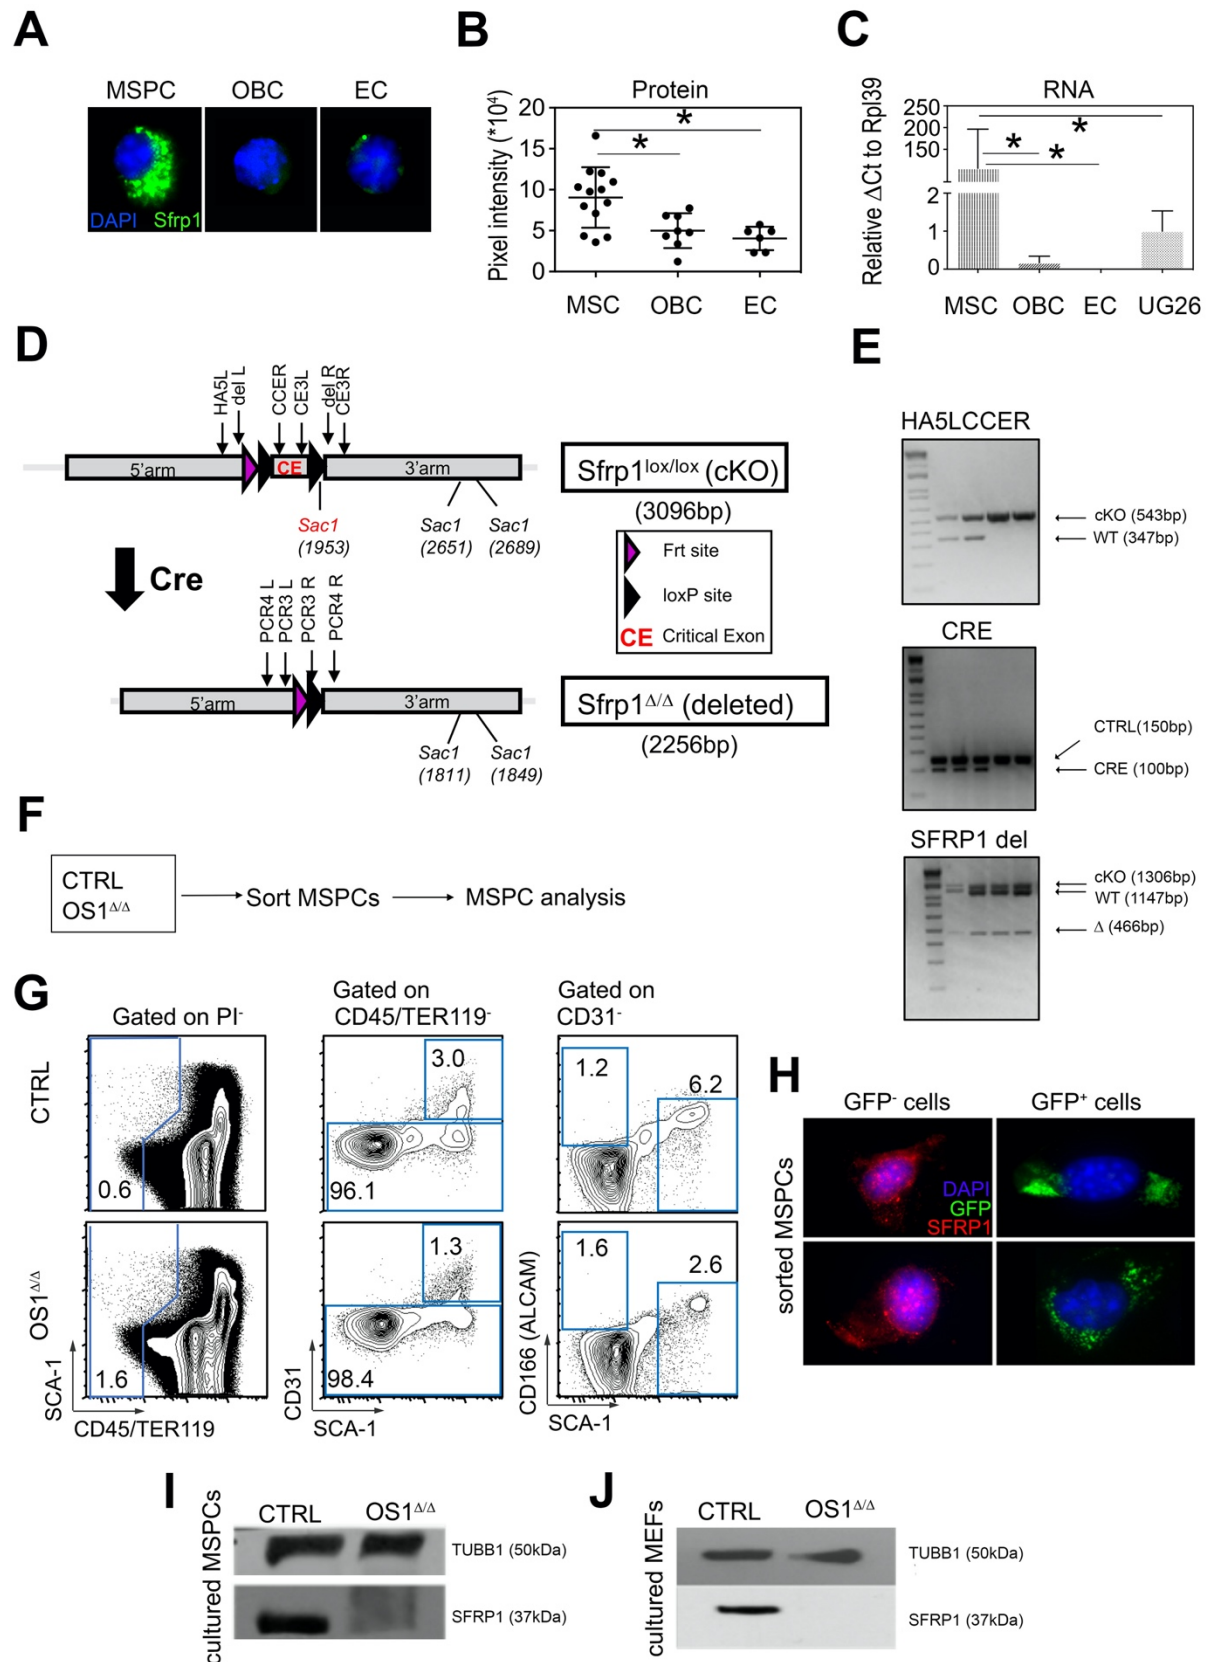 A
MSPC OBC EC
DAPI Sfrp1
B
Protein
Pixel intensity (*10⁴)
20
15
10
5
0
* *
MSC OBC EC
C
RNA
Relative ΔCt to Rpl39
250
200
150
2
1
0
* * *
MSC OBC EC UG26
D
HA5L
del L
CCER
CE3L
del R
CE3R
5'arm CE 3'arm
Sac1 (1953)
Sac1 (2651)
Sac1 (2689)
Sfrp1 lox/lox (cKO)
(3096bp)
Frt site
loxP site
CE Critical Exon
Cre
PCR4 L
PCR3 L
PCR3 R
PCR4 R
5'arm 3'arm
Sac1 (1811)
Sac1 (1849)
Sfrp1 Δ/Δ (deleted)
(2256bp)
E
HA5LCCER
cKO (543bp)
WT (347bp)
CRE
CTRL(150bp)
CRE (100bp)
SFRP1 del
cKO (1306bp)
WT (1147bp)
Δ (466bp)
F
CTRL
OS1 Δ/Δ
Sort MSPCs
MSPC analysis
G
Gated on PI-
Gated on
CD45/TER119-
Gated on
CD31-
CTRL
0.6
3.0
96.1
1.2
6.2
OS1 Δ/Δ
1.6
1.3
98.4
1.6
2.6
SCA-1
CD45/TER119
CD31
SCA-1
CD166 (ALCAM)
SCA-1
H
GFP- cells GFP+ cells
sorted MSPCs
DAPI
GFP
SFRP1
I
cultured MSPCs
CTRL OS1 Δ/Δ
TUBB1 (50kDa)
SFRP1 (37kDa)
J
cultured MEFs
CTRL OS1 Δ/Δ
TUBB1 (50kDa)
SFRP1 (37kDa)